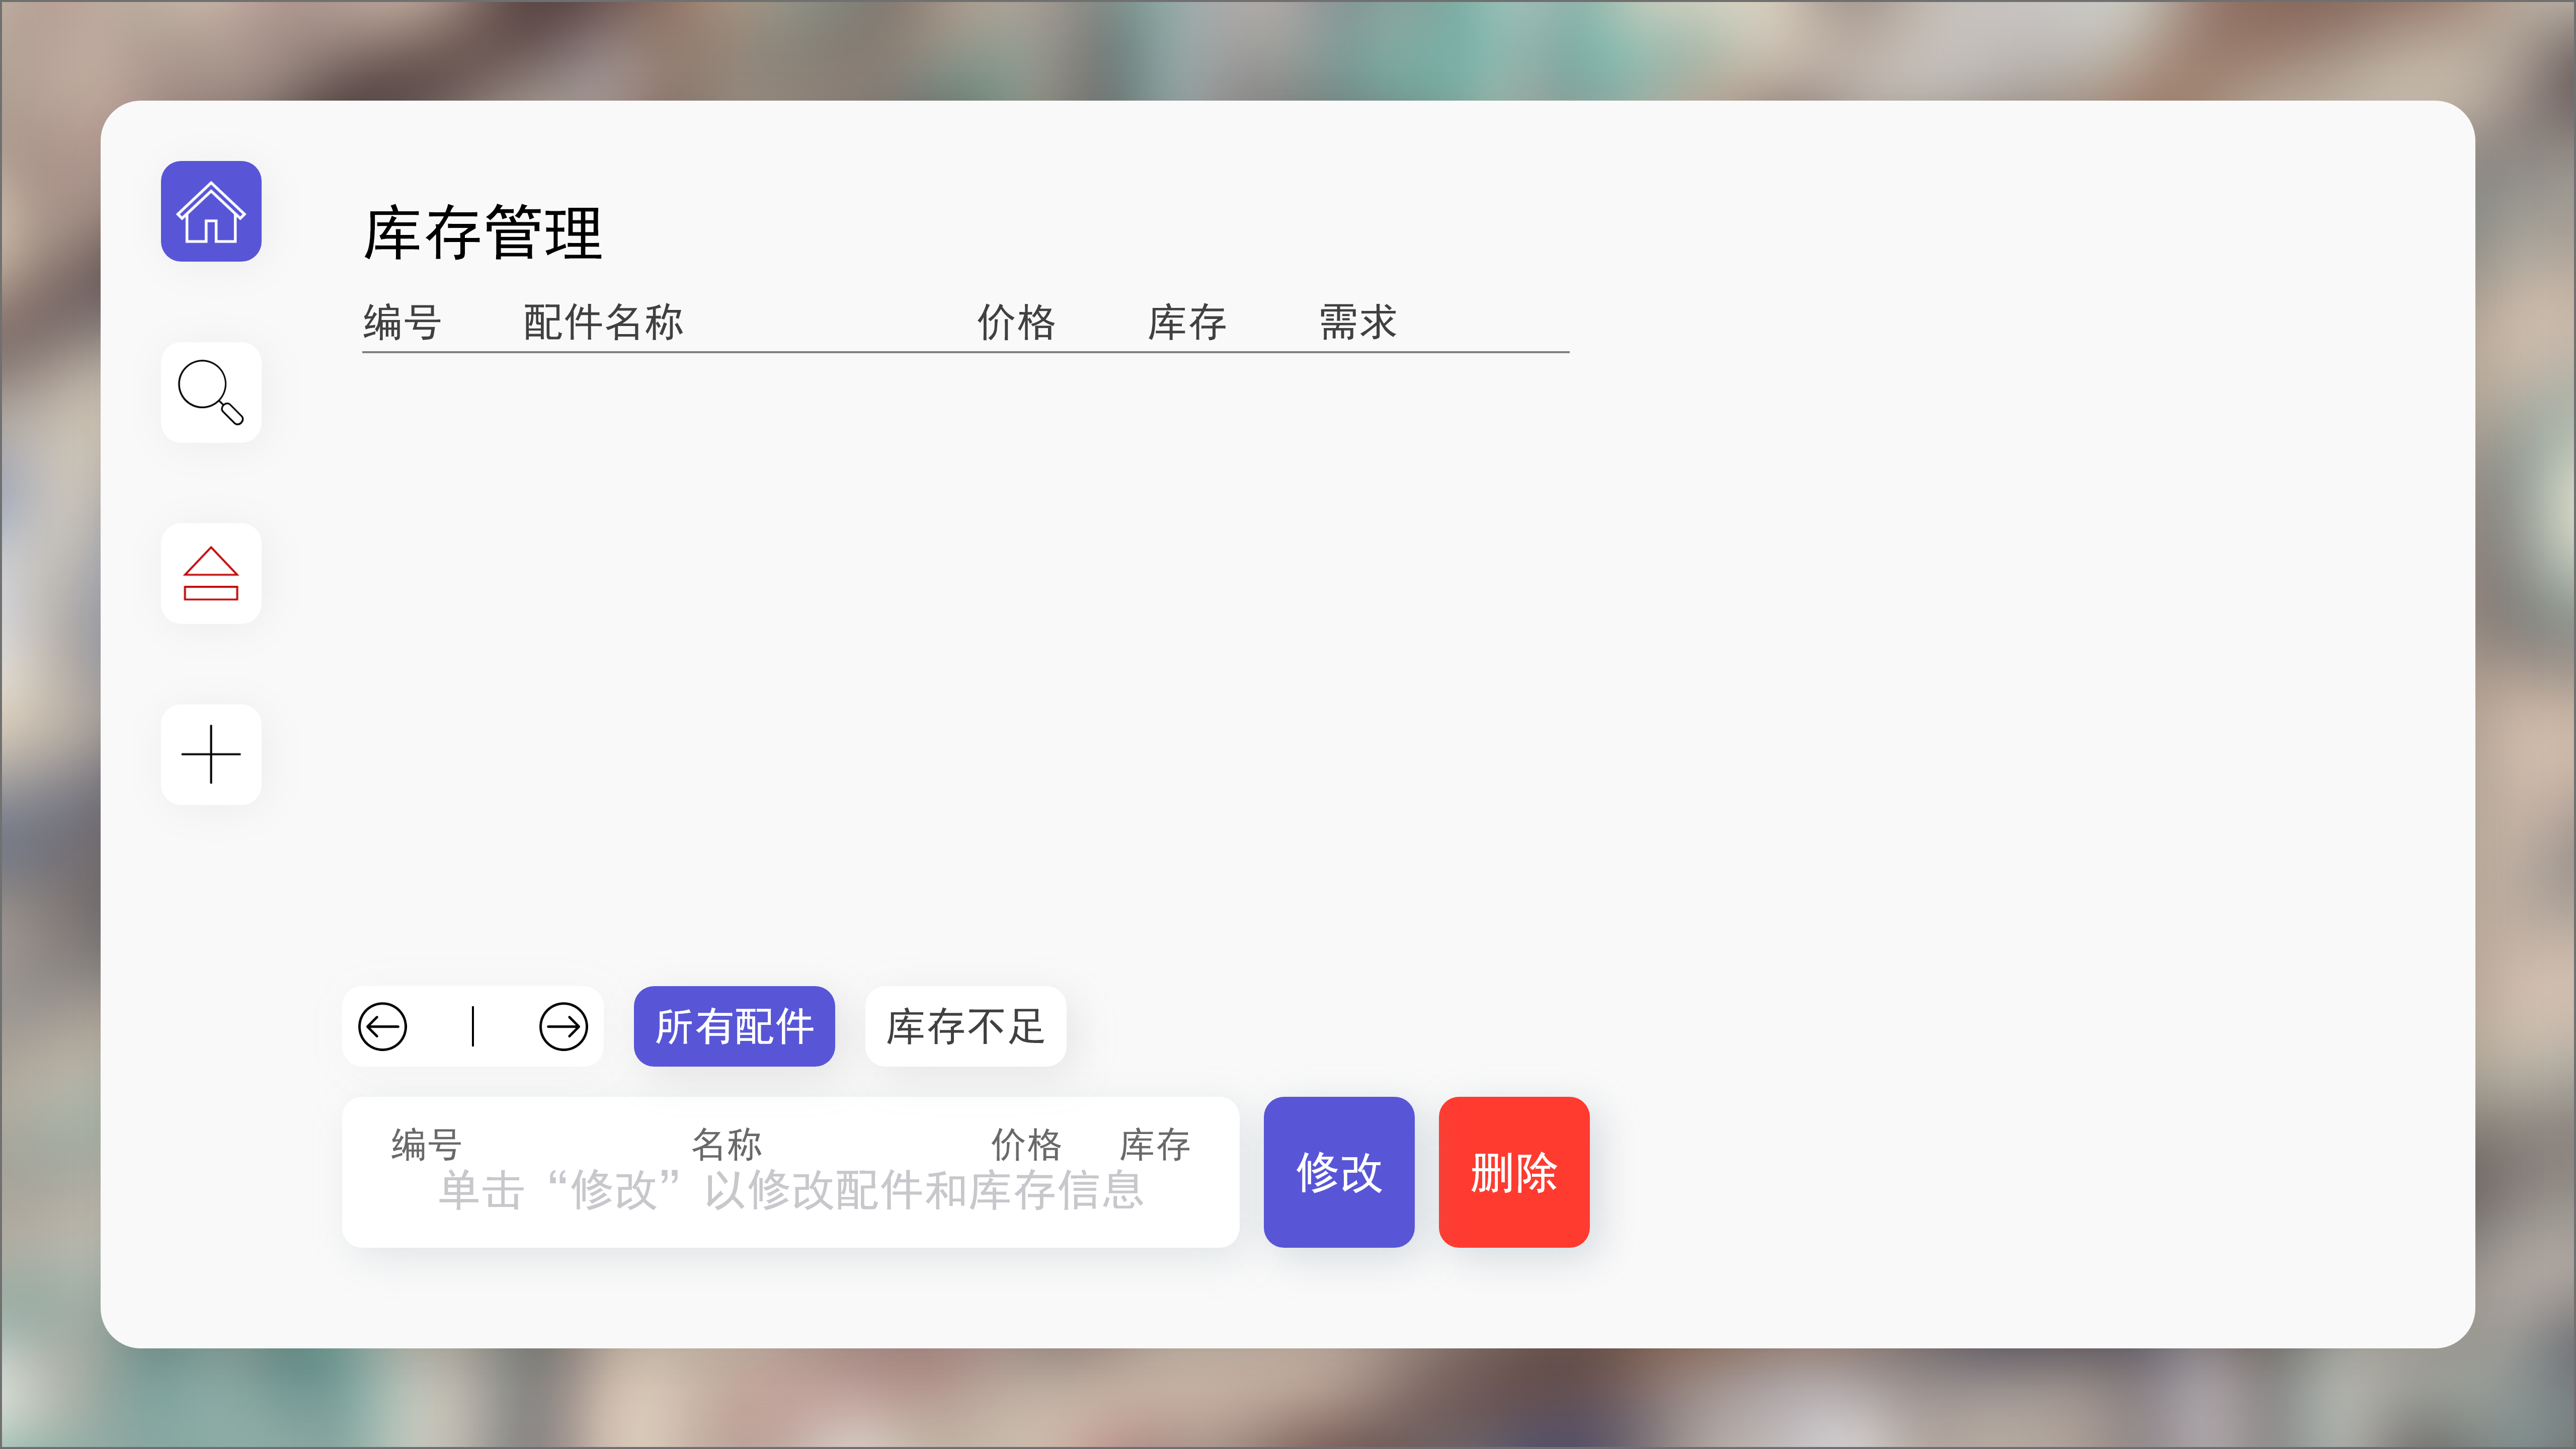 库存管理
编号 配件名称 价格 库存 需求
所有配件 库存不足
编号 名称 价格 库存
单击“修改”以修改配件和库存信息
修改 删除